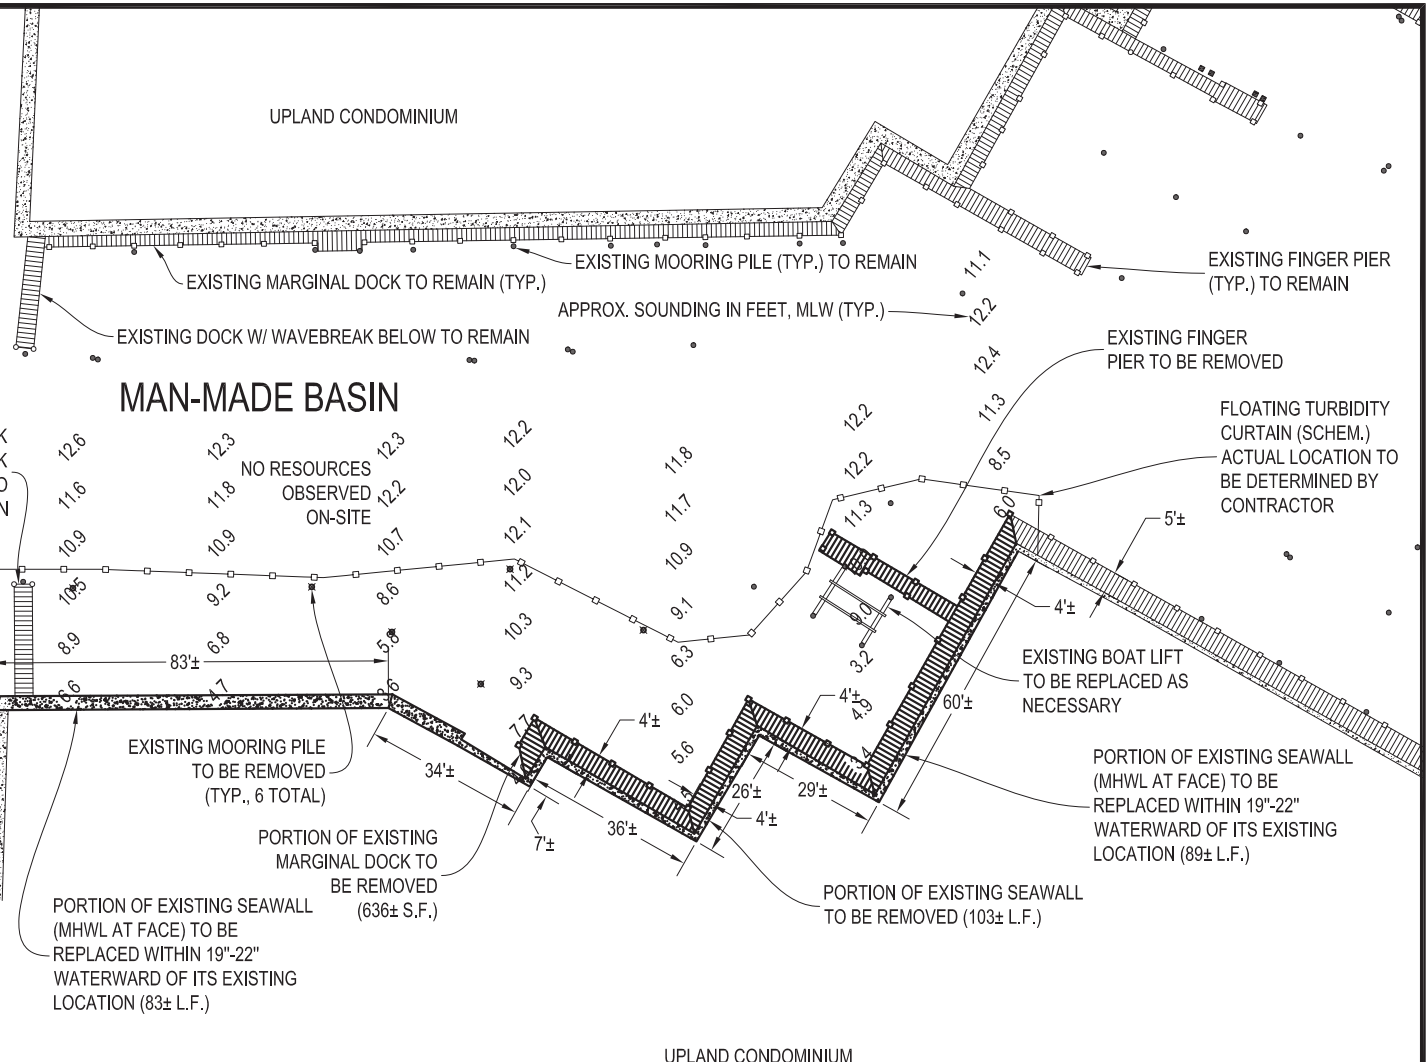 UPLAND CONDOMINIUM
EXISTING MARGINAL DOCK TO REMAIN (TYP.)
EXISTING MOORING PILE (TYP.) TO REMAIN
EXISTING FINGER PIER
(TYP.) TO REMAIN
APPROX. SOUNDING IN FEET, MLW (TYP.)
EXISTING DOCK W/ WAVEBREAK BELOW TO REMAIN
EXISTING FINGER
PIER TO BE REMOVED
MAN-MADE BASIN
FLOATING TURBIDITY
CURTAIN (SCHEM.)
ACTUAL LOCATION TO
BE DETERMINED BY
CONTRACTOR
K
K
O
N
NO RESOURCES
OBSERVED
ON-SITE
12.6
11.6
10.9
10.5
8.9
6.6
12.3
11.8
10.9
9.2
6.8
4.7
12.3
12.2
10.7
8.6
5.8
3.6
12.2
12.0
12.1
11.2
10.3
9.3
7.7
11.8
11.7
10.9
9.1
6.3
6.0
5.6
12.2
12.2
11.3
9.0
3.2
4.9
3.4
11.1
12.2
12.4
11.3
8.5
6.0
5'±
4'±
83'±
60'±
4'±
4'±
34'±
7'±
36'±
26'±
4'±
29'±
EXISTING BOAT LIFT
TO BE REPLACED AS
NECESSARY
EXISTING MOORING PILE
TO BE REMOVED
(TYP., 6 TOTAL)
PORTION OF EXISTING SEAWALL
(MHWL AT FACE) TO BE
REPLACED WITHIN 19"-22"
WATERWARD OF ITS EXISTING
LOCATION (89± L.F.)
PORTION OF EXISTING
MARGINAL DOCK TO
BE REMOVED
(636± S.F.)
PORTION OF EXISTING SEAWALL
TO BE REMOVED (103± L.F.)
PORTION OF EXISTING SEAWALL
(MHWL AT FACE) TO BE
REPLACED WITHIN 19"-22"
WATERWARD OF ITS EXISTING
LOCATION (83± L.F.)
UPLAND CONDOMINIUM